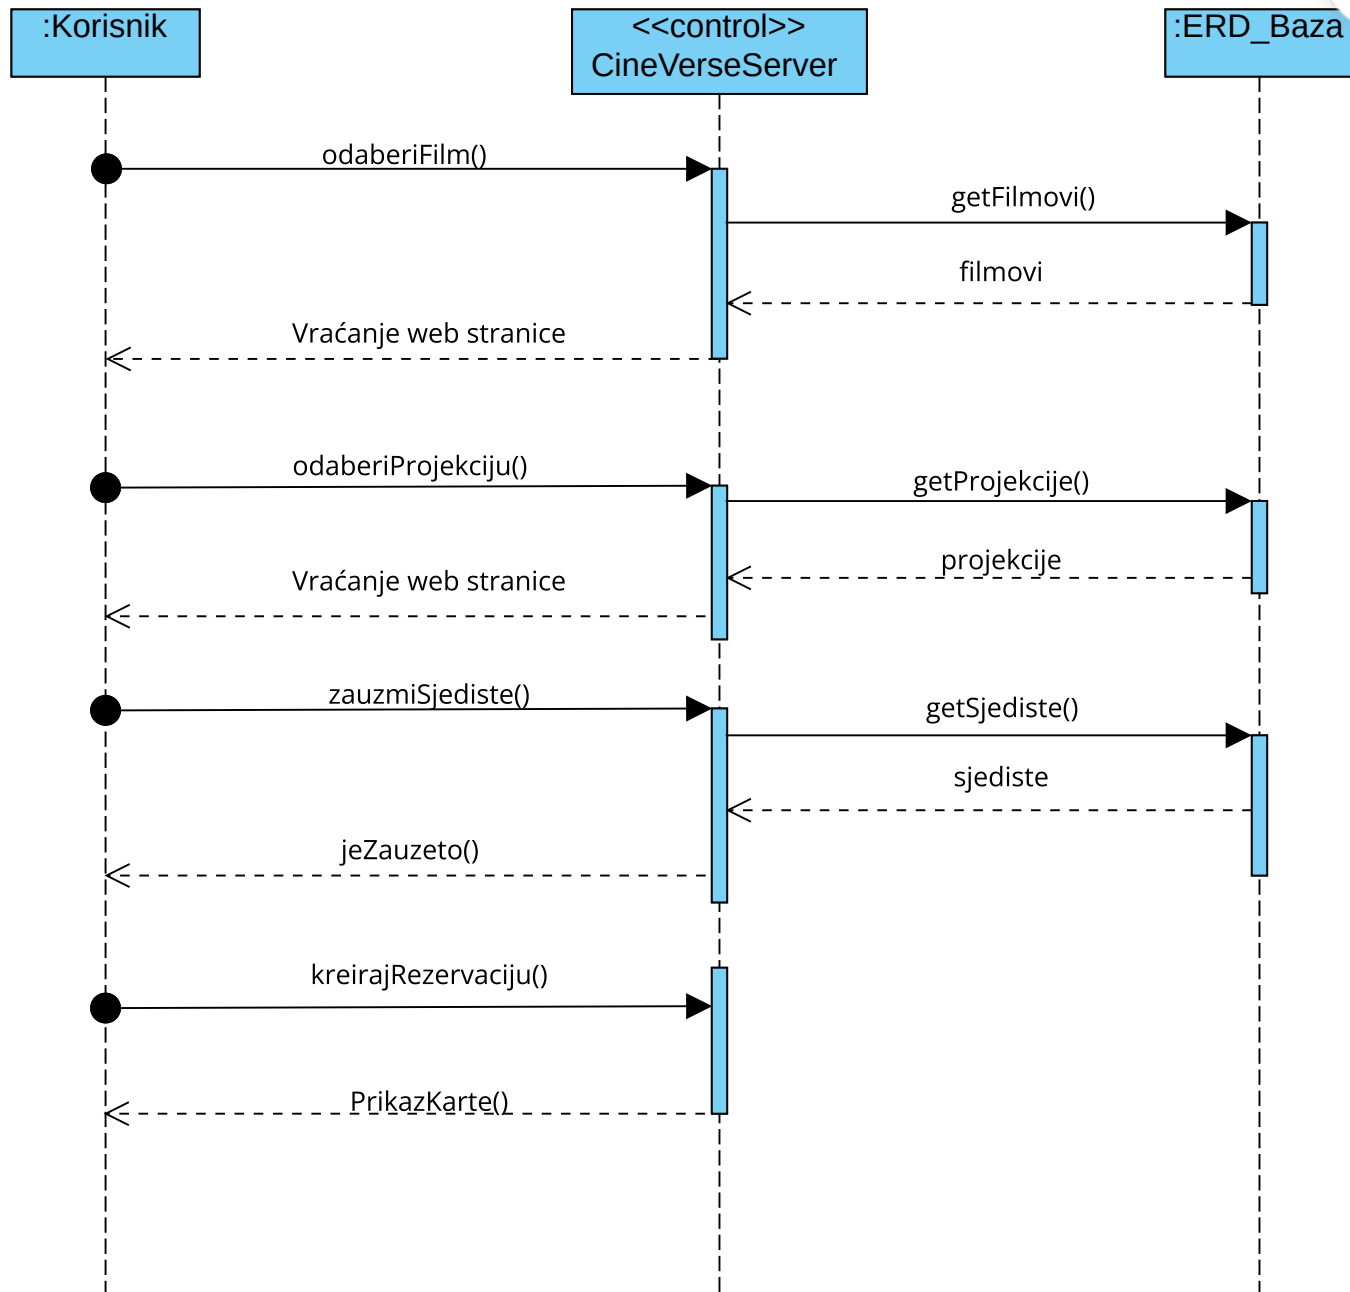 :Korisnik
<<control>>
CineVerseServer
:ERD_Baza
odaberiFilm()
getFilmovi()
filmovi
Vraćanje web stranice
odaberiProjekciju()
getProjekcije()
projekcije
Vraćanje web stranice
zauzmiSjediste()
getSjediste()
sjediste
jeZauzeto()
kreirajRezervaciju()
PrikazKarte()